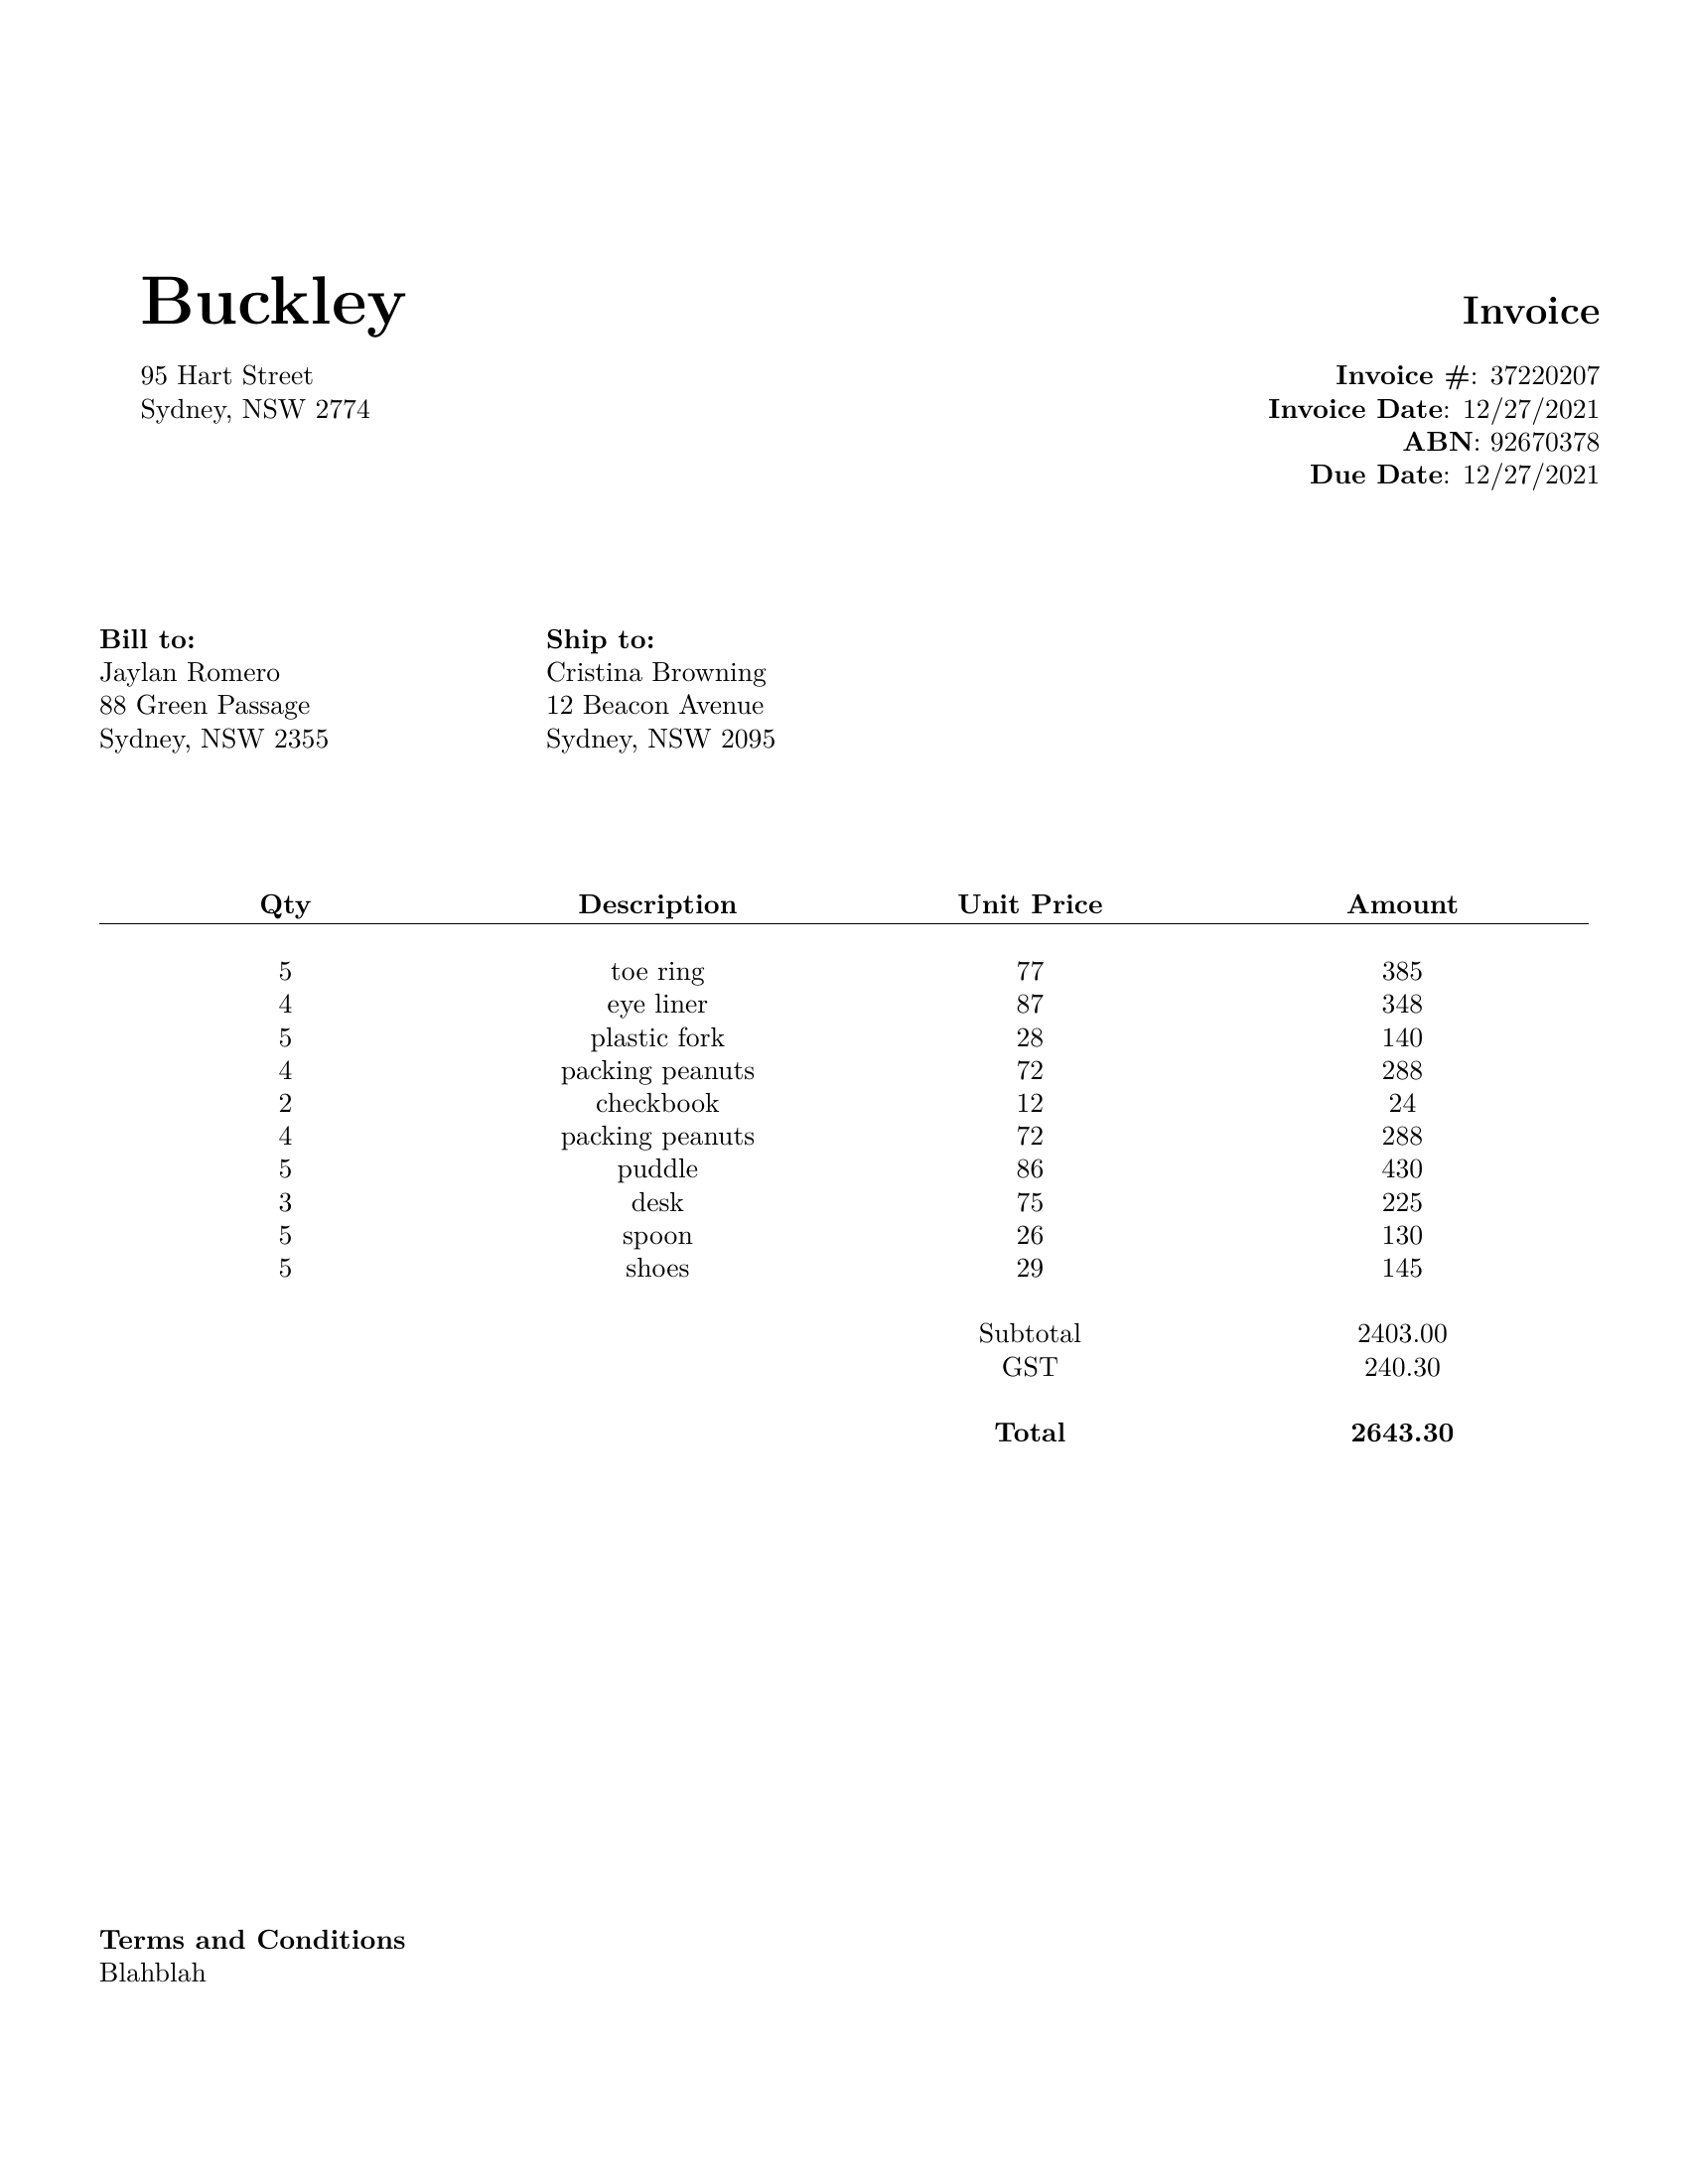 Buckley
Invoice
95 Hart Street
Sydney, NSW 2774
Invoice #: 37220207
Invoice Date: 12/27/2021
ABN: 92670378
Due Date: 12/27/2021
Bill to:
Jaylan Romero
88 Green Passage
Sydney, NSW 2355
Ship to:
Cristina Browning
12 Beacon Avenue
Sydney, NSW 2095
Qty Description Unit Price Amount
5 toe ring 77 385
4 eye liner 87 348
5 plastic fork 28 140
4 packing peanuts 72 288
2 checkbook 12 24
4 packing peanuts 72 288
5 puddle 86 430
3 desk 75 225
5 spoon 26 130
5 shoes 29 145
Subtotal 2403.00
GST 240.30
Total 2643.30
Terms and Conditions
Blahblah